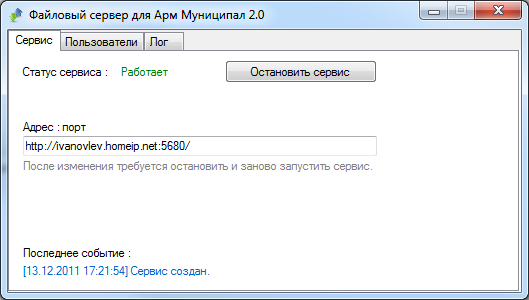 Файловый сервер для Арм Муниципал 2.0
Сервис Пользователи Лог
Статус сервиса : Работает Остановить сервис
Адрес : порт
http://ivanovlev.homeip.net:5680/
После изменения требуется остановить и заново запустить сервис.
Последнее событие :
[13.12.2011 17:21:54] Сервис создан.